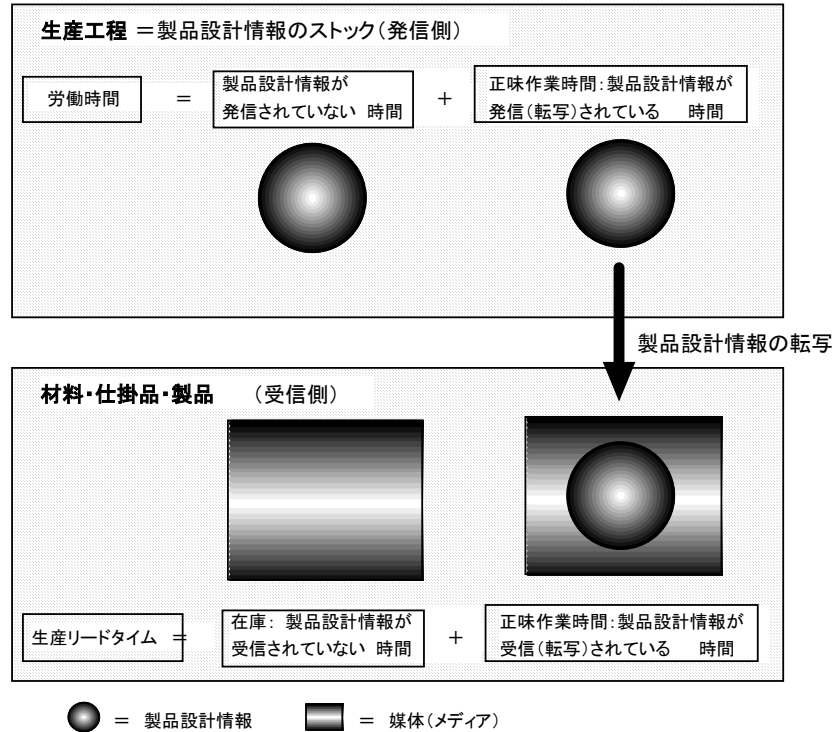 生産工程 ＝製品設計情報のストック（発信側）
労働時間 ＝ 製品設計情報が
発信されていない 時間 ＋ 正味作業時間：製品設計情報が
発信（転写）されている 時間
製品設計情報の転写
材料・仕掛品・製品 （受信側）
生産リードタイム ＝ 在庫： 製品設計情報が
受信されていない 時間 ＋ 正味作業時間：製品設計情報が
受信（転写）されている 時間
＝ 製品設計情報 ＝ 媒体（メディア）